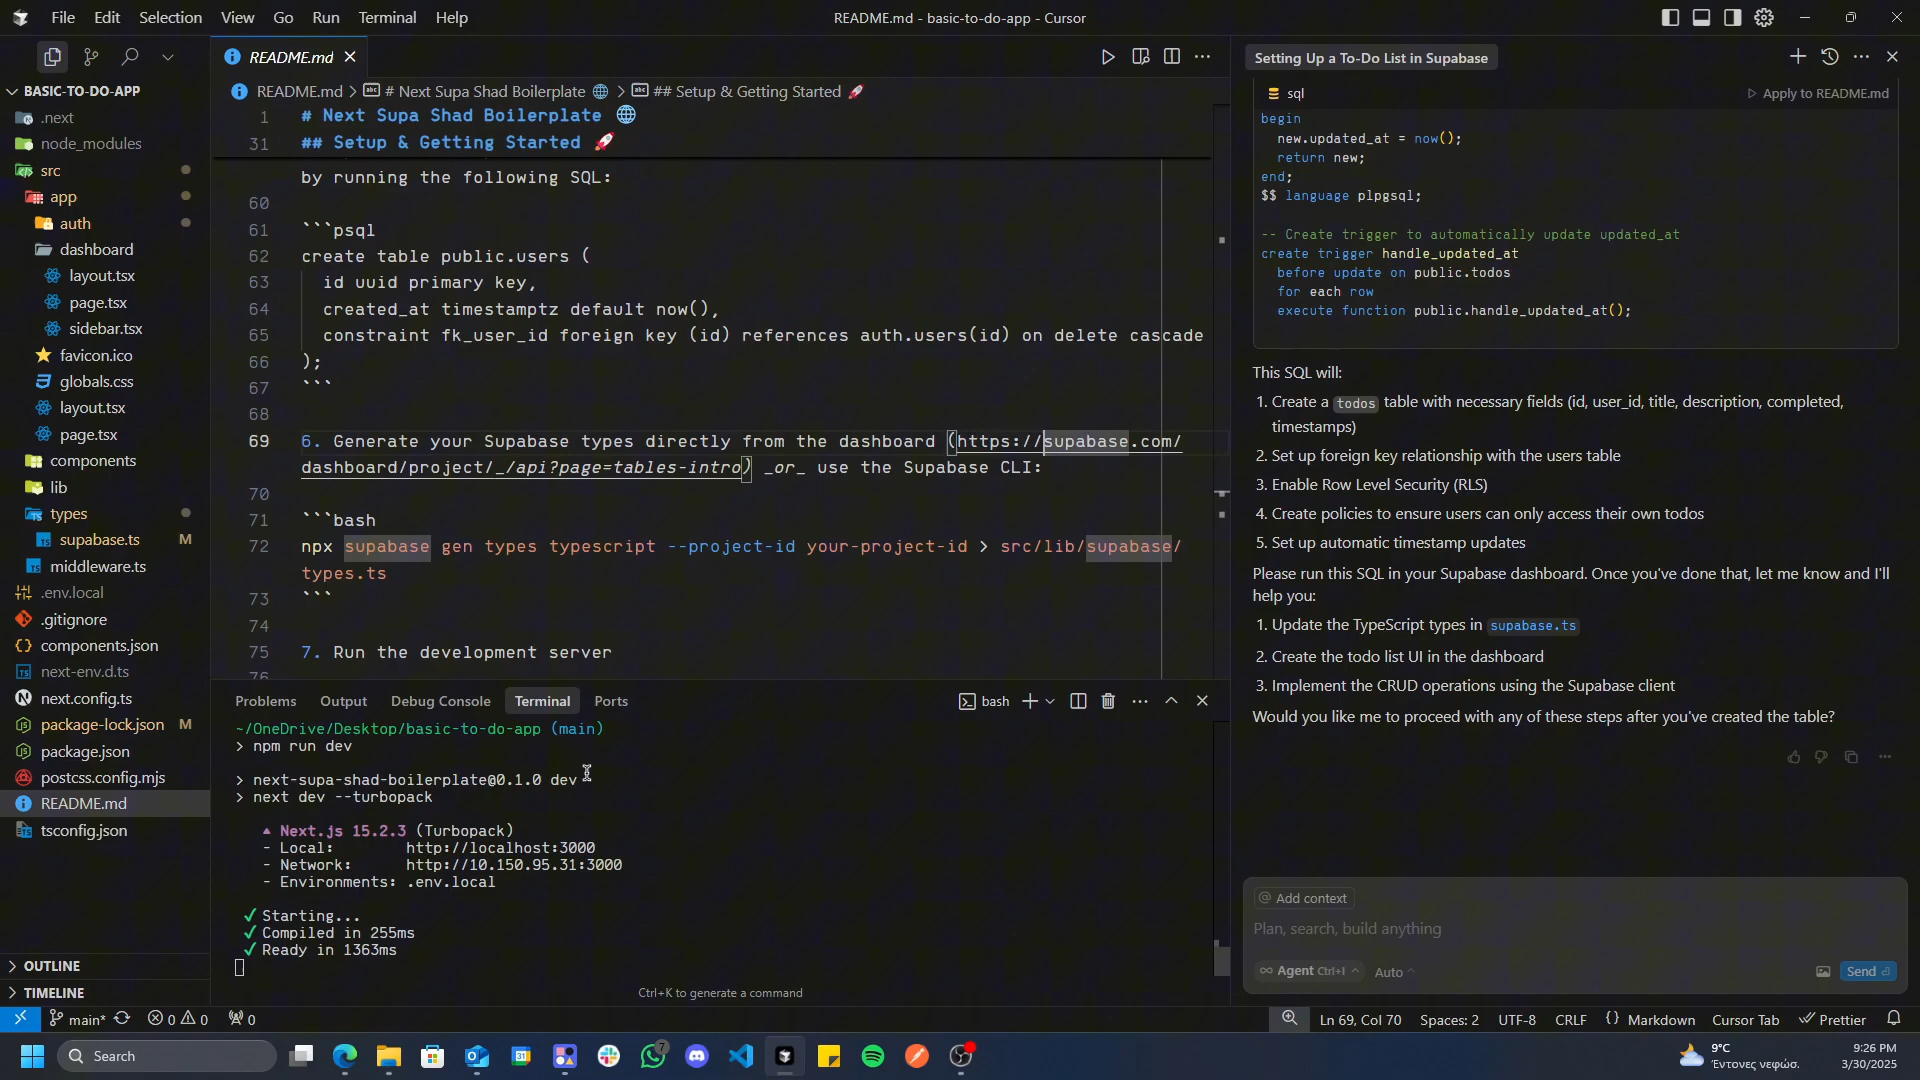 File Edit Selection View Go Run Terminal Help
README.md - basic-to-do-app - Cursor
README.md
Setting Up a To-Do List in Supabase
BASIC-TO-DO-APP
.next
node_modules
src
app
auth
dashboard
layout.tsx
page.tsx
sidebar.tsx
favicon.ico
globals.css
layout.tsx
page.tsx
components
lib
types
supabase.ts M
middleware.ts
.env.local
.gitignore
components.json
next-env.d.ts
next.config.ts
package-lock.json M
package.json
postcss.config.mjs
README.md
tsconfig.json
OUTLINE
TIMELINE
README.md > # Next Supa Shad Boilerplate 🌐 > ## Setup & Getting Started 🚀
1 # Next Supa Shad Boilerplate 🌐
31 ## Setup & Getting Started 🚀
by running the following SQL:
60
61 ```psql
62 create table public.users (
63 id uuid primary key,
64 created_at timestamptz default now(),
65 constraint fk_user_id foreign key (id) references auth.users(id) on delete cascade
66 );
67 ```
68
69 6. Generate your Supabase types directly from the dashboard (https://supabase.com/
dashboard/project/_/api?page=tables-intro) _or_ use the Supabase CLI:
70
71 ```bash
72 npx supabase gen types typescript --project-id your-project-id > src/lib/supabase/
types.ts
73 ```
74
75 7. Run the development server
76
Problems Output Debug Console Terminal Ports
bash
~/OneDrive/Desktop/basic-to-do-app (main)
> npm run dev
> next-supa-shad-boilerplate@0.1.0 dev
> next dev --turbopack
▲ Next.js 15.2.3 (Turbopack)
- Local: http://localhost:3000
- Network: http://10.150.95.31:3000
- Environments: .env.local
✓ Starting...
✓ Compiled in 255ms
✓ Ready in 1363ms
Ctrl+K to generate a command
sql
Apply to README.md
begin
new.updated_at = now();
return new;
end;
$$ language plpgsql;
-- Create trigger to automatically update updated_at
create trigger handle_updated_at
before update on public.todos
for each row
execute function public.handle_updated_at();
This SQL will:
1. Create a todos table with necessary fields (id, user_id, title, description, completed,
timestamps)
2. Set up foreign key relationship with the users table
3. Enable Row Level Security (RLS)
4. Create policies to ensure users can only access their own todos
5. Set up automatic timestamp updates
Please run this SQL in your Supabase dashboard. Once you've done that, let me know and I'll
help you:
1. Update the TypeScript types in supabase.ts
2. Create the todo list UI in the dashboard
3. Implement the CRUD operations using the Supabase client
Would you like me to proceed with any of these steps after you've created the table?
@ Add context
Plan, search, build anything
∞ Agent Ctrl+I Auto
Send
main* 0 0 0
Ln 69, Col 70 Spaces: 2 UTF-8 CRLF {} Markdown Cursor Tab Prettier
Search
31
7
9°C
Έντονες νεφώσ.
9:26 PM
3/30/2025